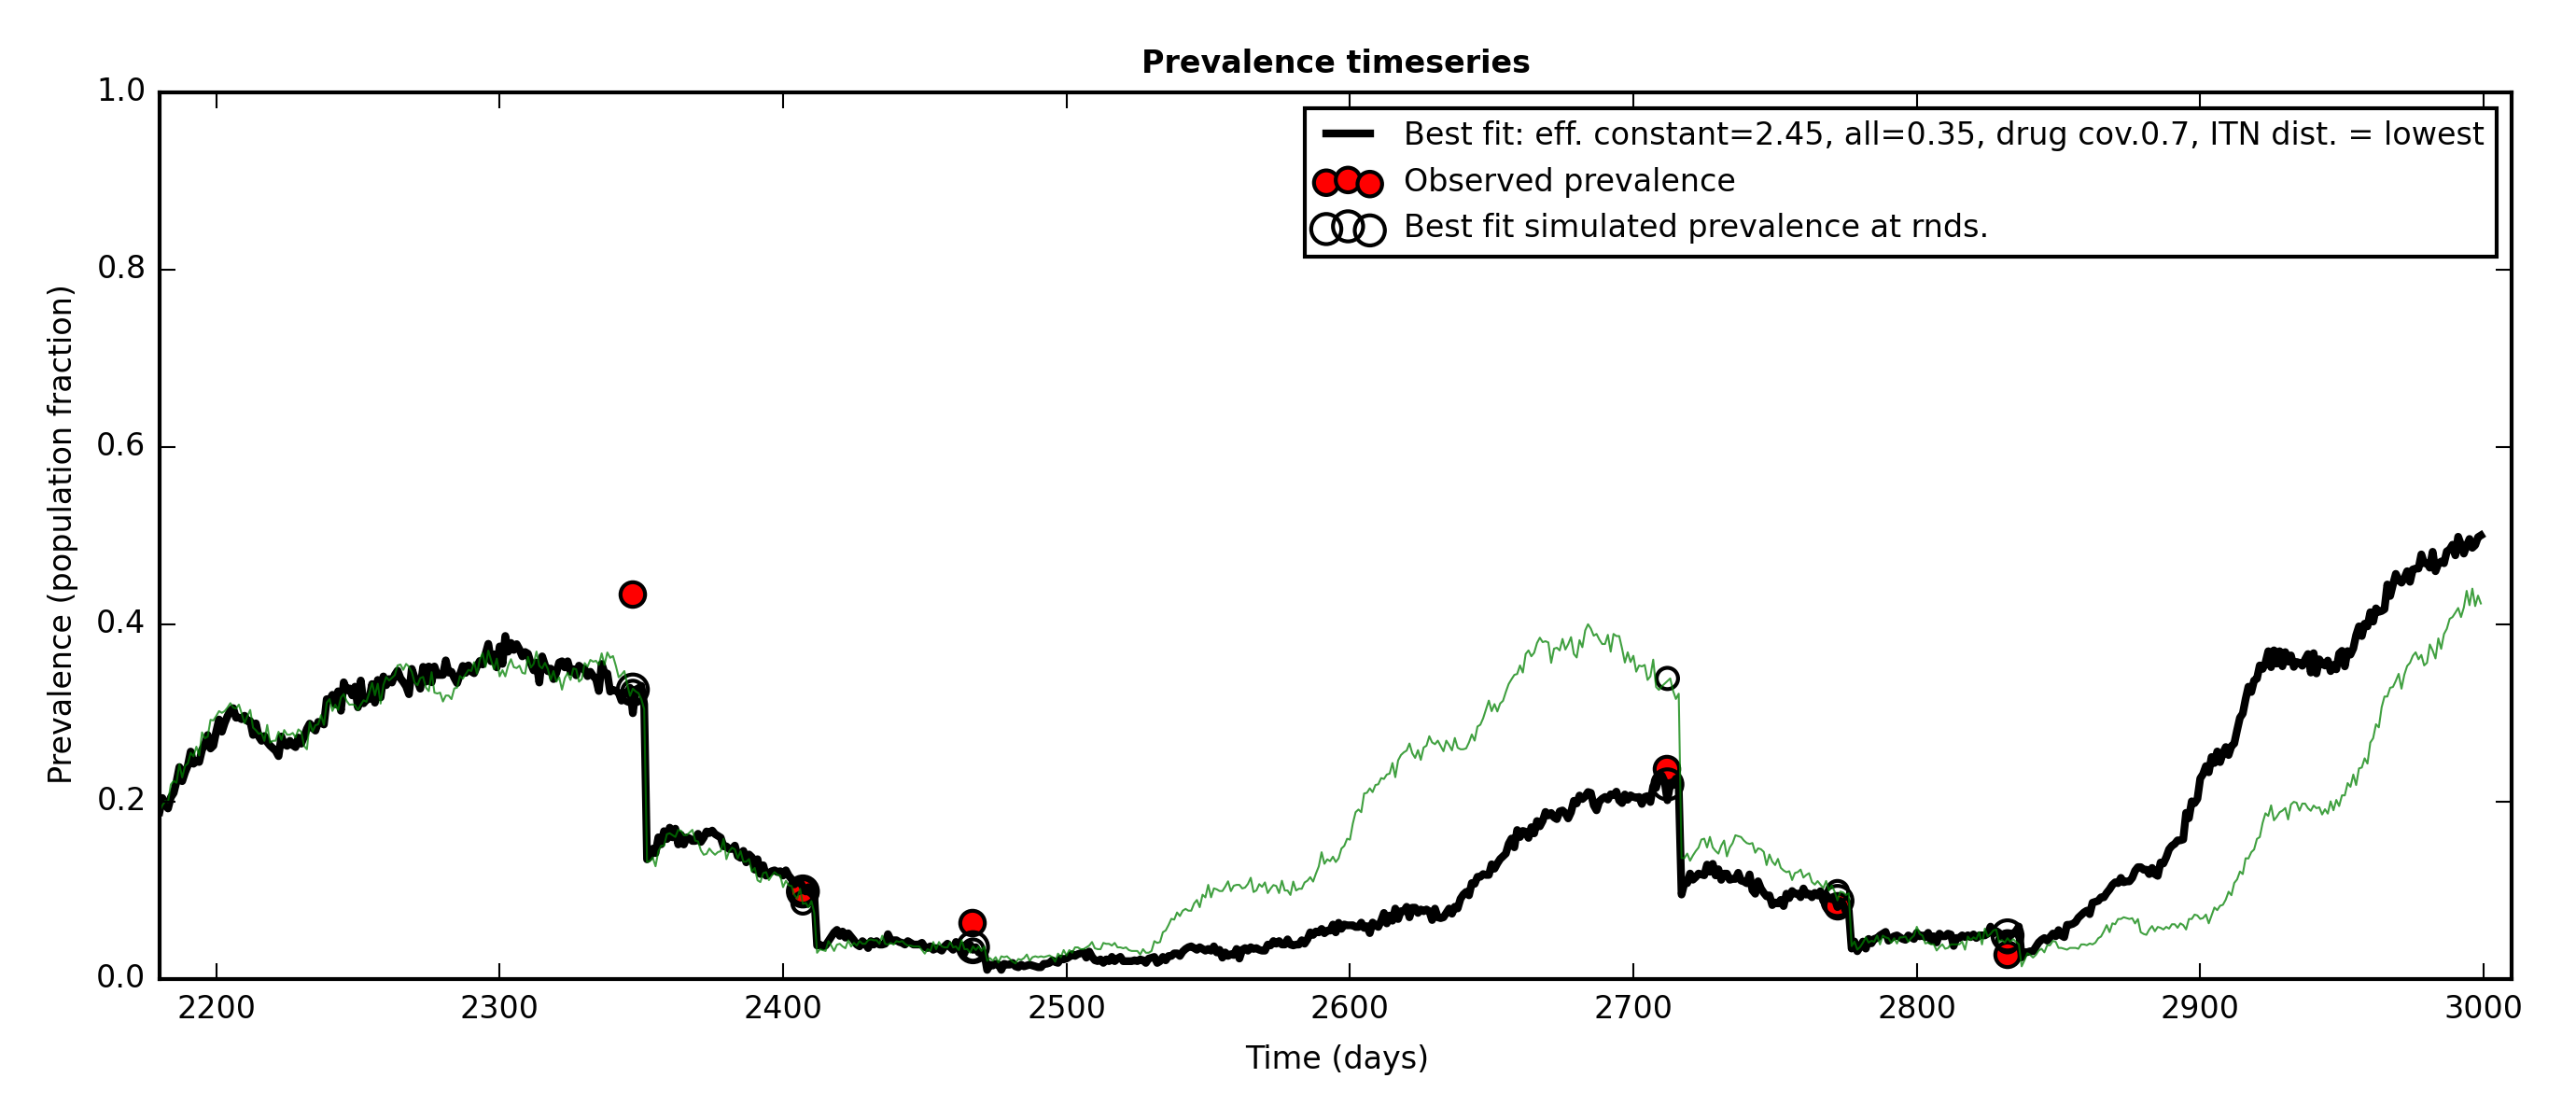 Prevalence timeseries
1.0
0.8
0.6
0.4
0.2
0.0
Prevalence (population fraction)
Best fit: eff. constant=2.45, all=0.35, drug cov.0.7, ITN dist. = lowest
Observed prevalence
Best fit simulated prevalence at rnds.
2200 2300 2400 2500 2600 2700 2800 2900 3000
Time (days)